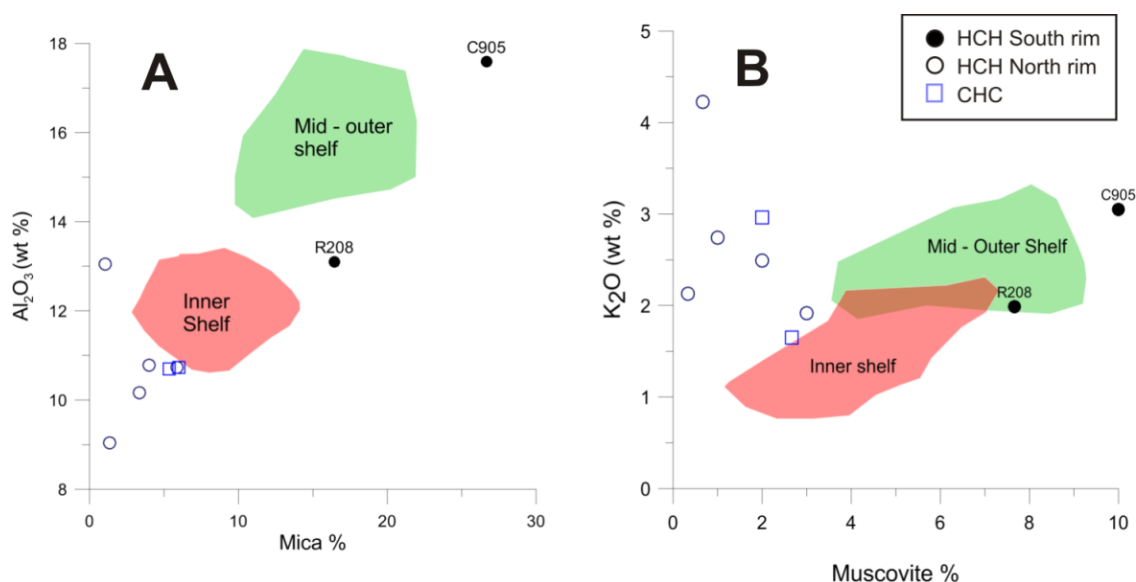 A
18
16
14
12
10
8
Al₂O₃ (wt %)
C905
Mid - outer
shelf
R208
Inner
Shelf
0
10
20
30
Mica %
B
HCH South rim
HCH North rim
CHC
5
4
3
2
1
0
K₂O (wt %)
C905
Mid - Outer Shelf
R208
Inner shelf
0
2
4
6
8
10
Muscovite %